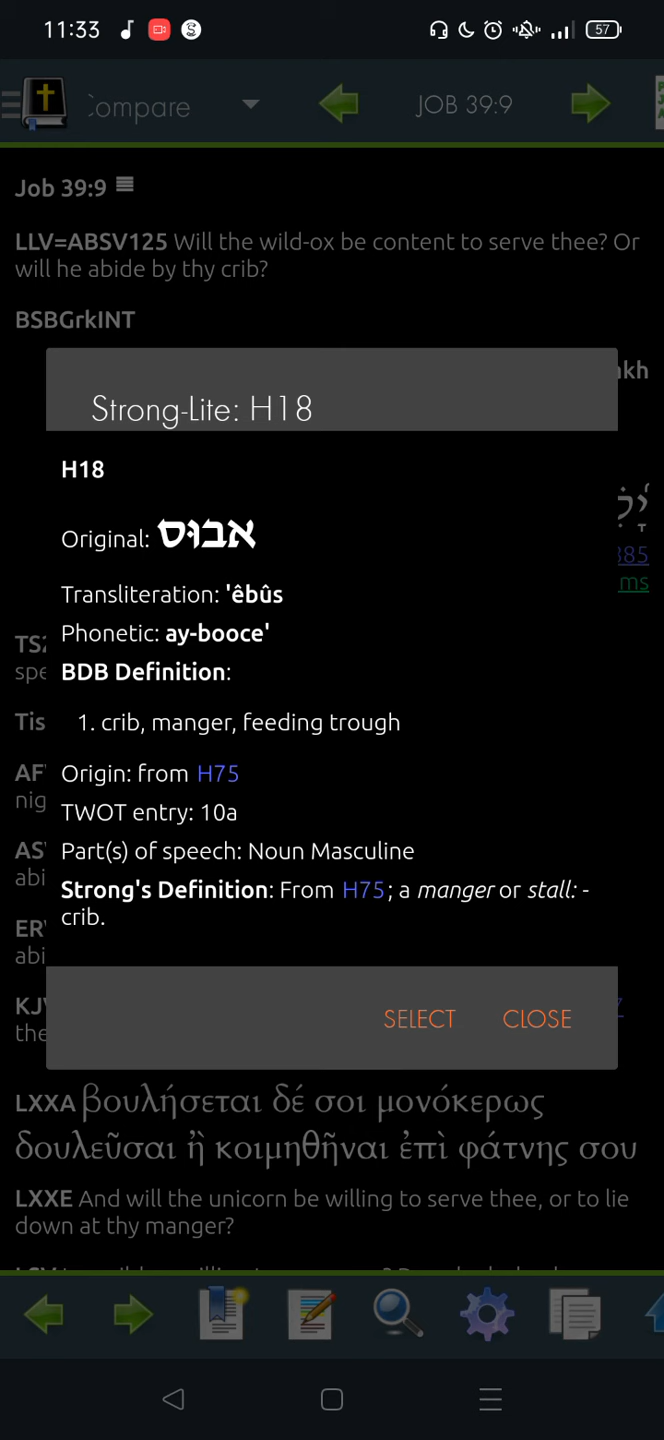 11:33
57
Compare
JOB 39:9
Job 39:9
LLV=ABSV125 Will the wild-ox be content to serve thee? Or
will he abide by thy crib?
BSBGrkINT
Strong-Lite: H18
H18
Original: אבוּס
Transliteration: 'êbûs
Phonetic: ay-booce'
BDB Definition:
1. crib, manger, feeding trough
Origin: from H75
TWOT entry: 10a
Part(s) of speech: Noun Masculine
Strong's Definition: From H75; a manger or stall: -
crib.
SELECT CLOSE
LXXA βουλήσεται δέ σοι μονόκερως
δουλεῦσαι ἢ κοιμηθῆναι ἐπὶ φάτνης σου
LXXE And will the unicorn be willing to serve thee, or to lie
down at thy manger?